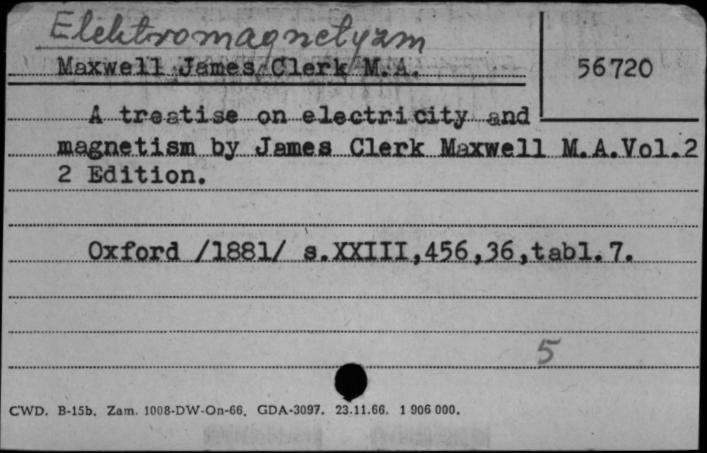 Elektromagnetyzm
Maxwell James Clerk M.A.
56720
A treatise on electricity and
magnetism by James Clerk Maxwell M.A.Vol.2
2 Edition.
Oxford /1881/ s.XXIII,456,36,tabl.7.
5
CWD. B-15b. Zam. 1008-DW-On-66. GDA-3097. 23.11.66. 1 906 000.